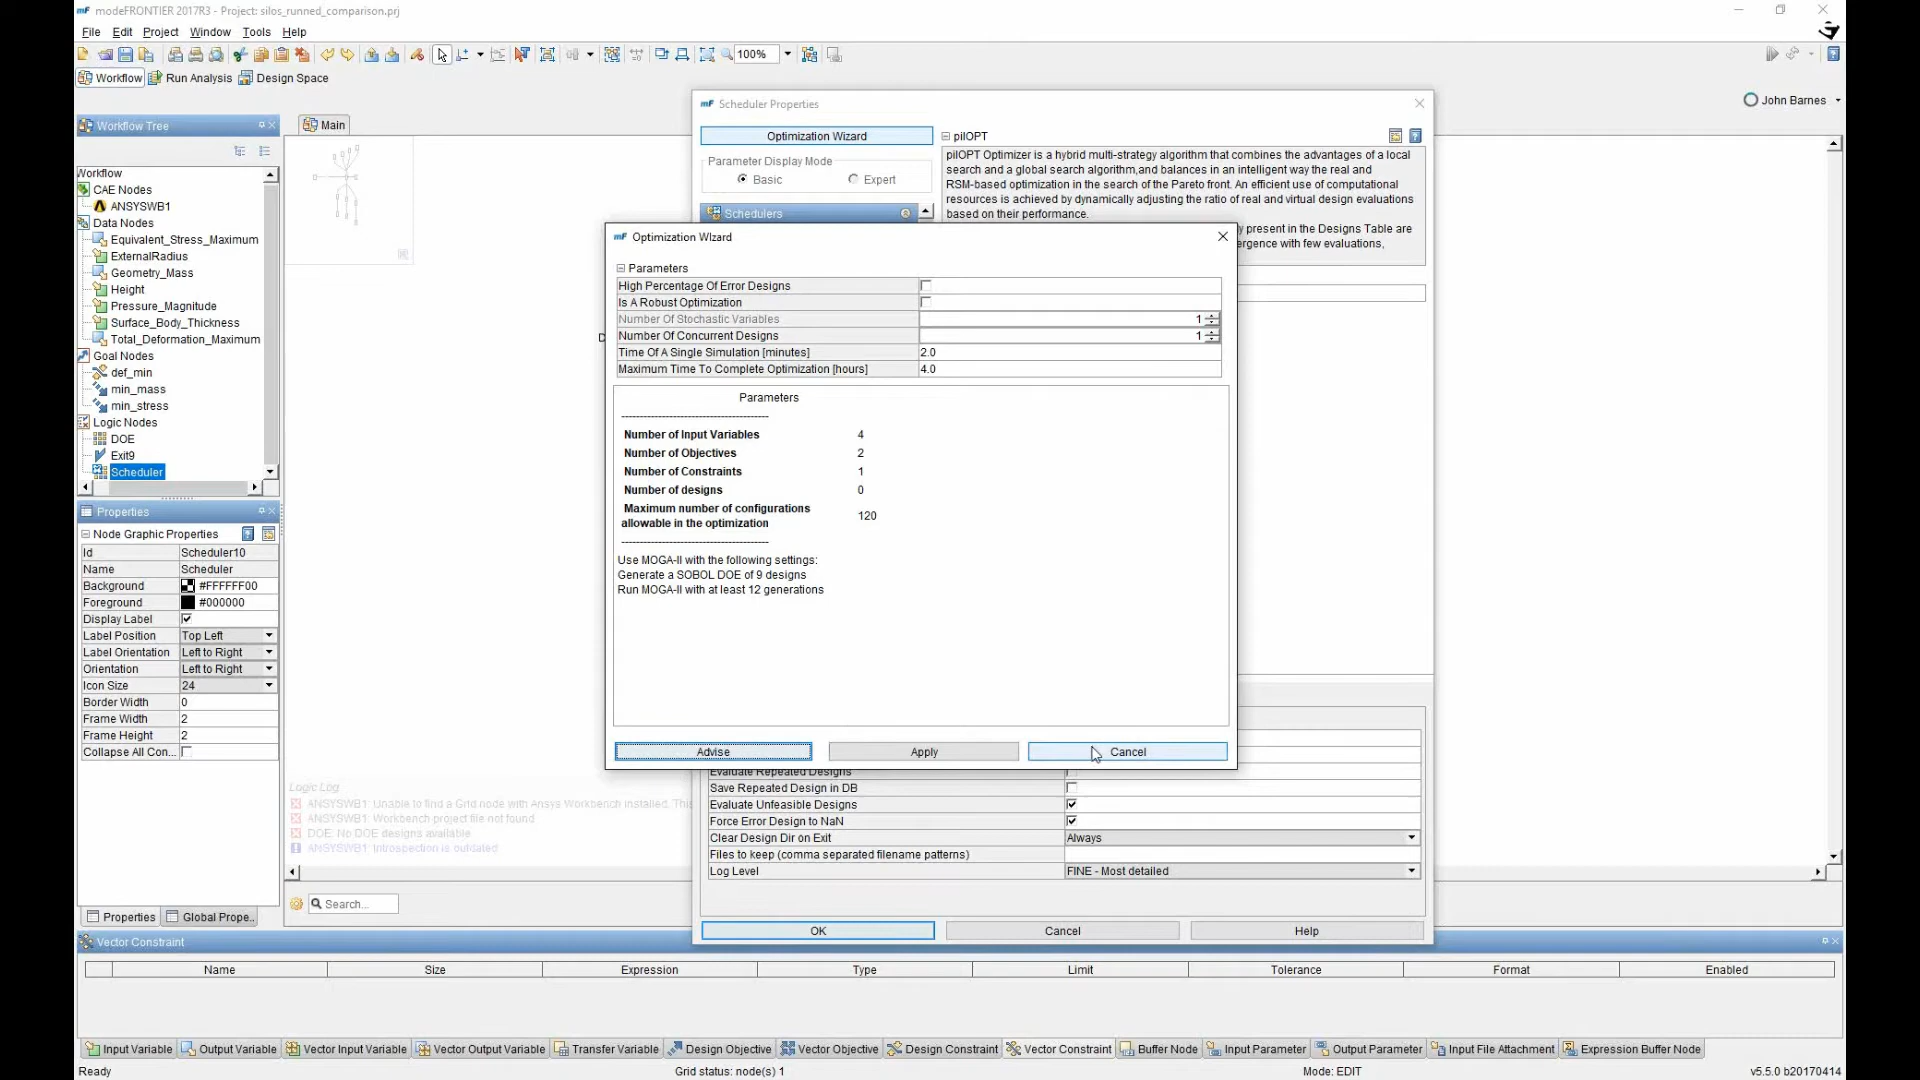 modeFRONTIER 2017R3 - Project: silos_runned_comparison.prj
File Edit Project Window Tools Help
100%
Workflow Run Analysis Design Space
John Barnes
Workflow Tree
Main
Workflow
CAE Nodes
ANSYSWB1
Data Nodes
Equivalent_Stress_Maximum
ExternalRadius
Geometry_Mass
Height
Pressure_Magnitude
Surface_Body_Thickness
Total_Deformation_Maximum
Goal Nodes
def_min
min_mass
min_stress
Logic Nodes
DOE
Exit9
Scheduler
Properties
Node Graphic Properties
Id Scheduler10
Name Scheduler
Background #FFFFFF00
Foreground #000000
Display Label
Label Position Top Left
Label Orientation Left to Right
Orientation Left to Right
Icon Size 24
Border Width 0
Frame Width 2
Frame Height 2
Collapse All Con...
Properties Global Prope..
Logic Log
ANSYSWB1: Unable to find a Grid node with Ansys Workbench installed. This
ANSYSWB1: Workbench project file not found
DOE: No DOE designs available
ANSYSWB1: Introspection is outdated
Search...
Scheduler Properties
Optimization Wizard
Parameter Display Mode
Basic Expert
Schedulers
pilOPT
pilOPT Optimizer is a hybrid multi-strategy algorithm that combines the advantages of a local
search and a global search algorithm,and balances in an intelligent way the real and
RSM-based optimization in the search of the Pareto front. An efficient use of computational
resources is achieved by dynamically adjusting the ratio of real and virtual design evaluations
based on their performance.
y present in the Designs Table are
ergence with few evaluations,
Optimization WIzard
Parameters
High Percentage Of Error Designs
Is A Robust Optimization
Number Of Stochastic Variables 1
Number Of Concurrent Designs 1
Time Of A Single Simulation [minutes] 2.0
Maximum Time To Complete Optimization [hours] 4.0
Parameters
----------------------------------------
Number of Input Variables 4
Number of Objectives 2
Number of Constraints 1
Number of designs 0
Maximum number of configurations
allowable in the optimization 120
----------------------------------------
Use MOGA-II with the following settings:
Generate a SOBOL DOE of 9 designs
Run MOGA-II with at least 12 generations
Advise Apply Cancel
Evaluate Repeated Designs
Save Repeated Design in DB
Evaluate Unfeasible Designs
Force Error Design to NaN
Clear Design Dir on Exit Always
Files to keep (comma separated filename patterns)
Log Level FINE - Most detailed
OK Cancel Help
Vector Constraint
Name Size Expression Type Limit Tolerance Format Enabled
Input Variable Output Variable Vector Input Variable Vector Output Variable Transfer Variable Design Objective Vector Objective Design Constraint Vector Constraint Buffer Node Input Parameter Output Parameter Input File Attachment Expression Buffer Node
Ready Grid status: node(s) 1 Mode: EDIT v5.5.0 b20170414